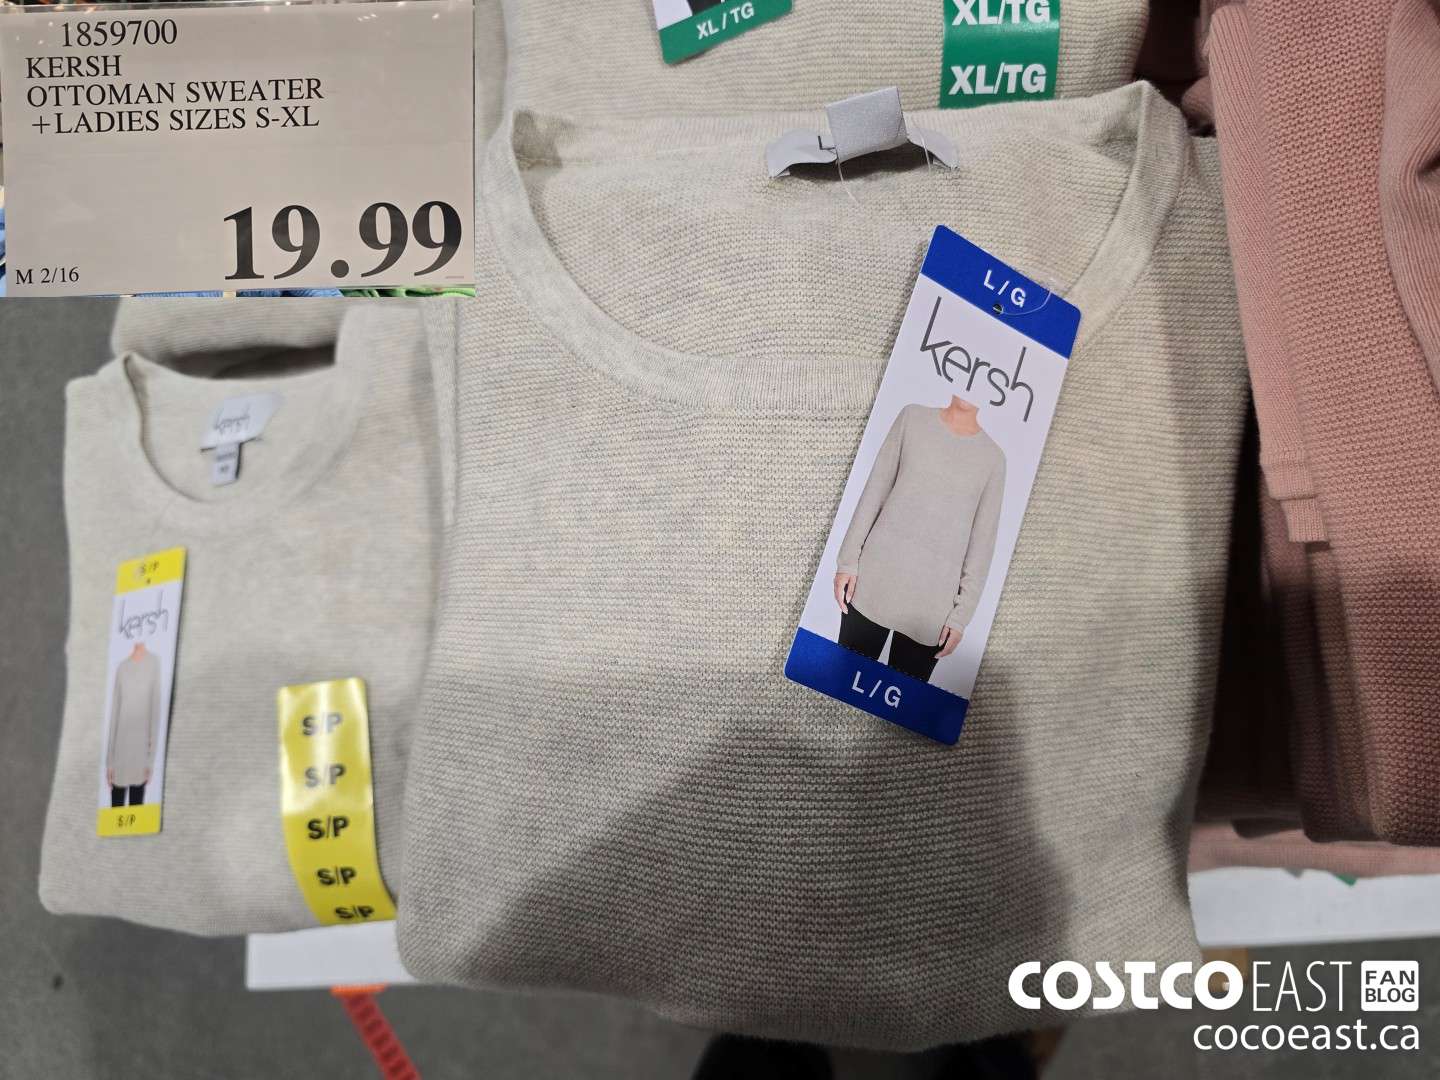 1859700
KERSH
OTTOMAN SWEATER
+LADIES SIZES S-XL
19.99
M 2/16
XL/TG
XL/TG
XL/TG
L
L/G
kersh
L/G
kersh
S/P
kersh
S/P
S/P
S/P
S/P
S/P
S/P
COSTCO EAST FAN BLOG
cocoeast.ca